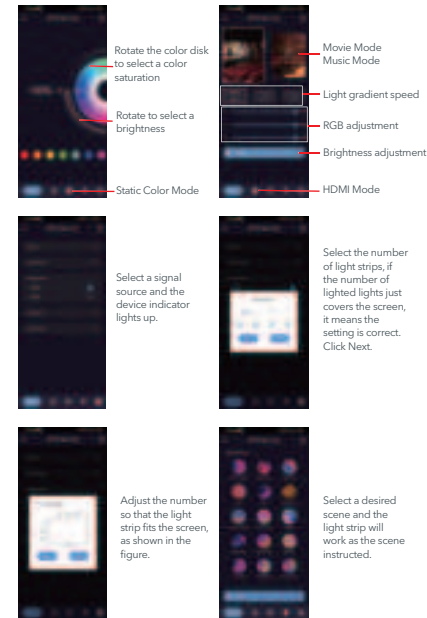 Rotate the color disk
to select a color
saturation
Rotate to select a
brightness
Static Color Mode
Movie Mode
Music Mode
Light gradient speed
RGB adjustment
Brightness adjustment
HDMI Mode
Select a signal
source and the
device indicator
lights up.
Select the number
of light strips, if
the number of
lighted lights just
covers the screen,
it means the
setting is correct.
Click Next.
Adjust the number
so that the light
strip fits the screen,
as shown in the
figure.
Select a desired
scene and the
light strip will
work as the scene
instructed.